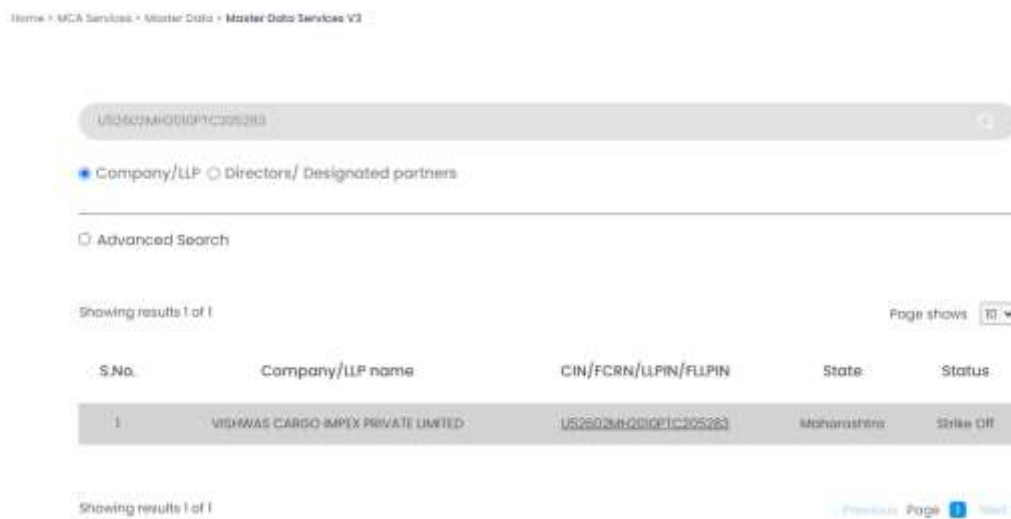 Home > MCA Services > Master Data > Master Data Services V3
U52602MH2010PTC205283
Company/LLP Directors/ Designated partners
Advanced Search
Showing results 1 of 1 Page shows 10
S.No. Company/LLP name CIN/FCRN/LLPIN/FLLPIN State Status
1 VISHWAS CARGO IMPEX PRIVATE LIMITED U52602MH2010PTC205283 Maharashtra Strike Off
Showing results 1 of 1 Previous Page 1 Next